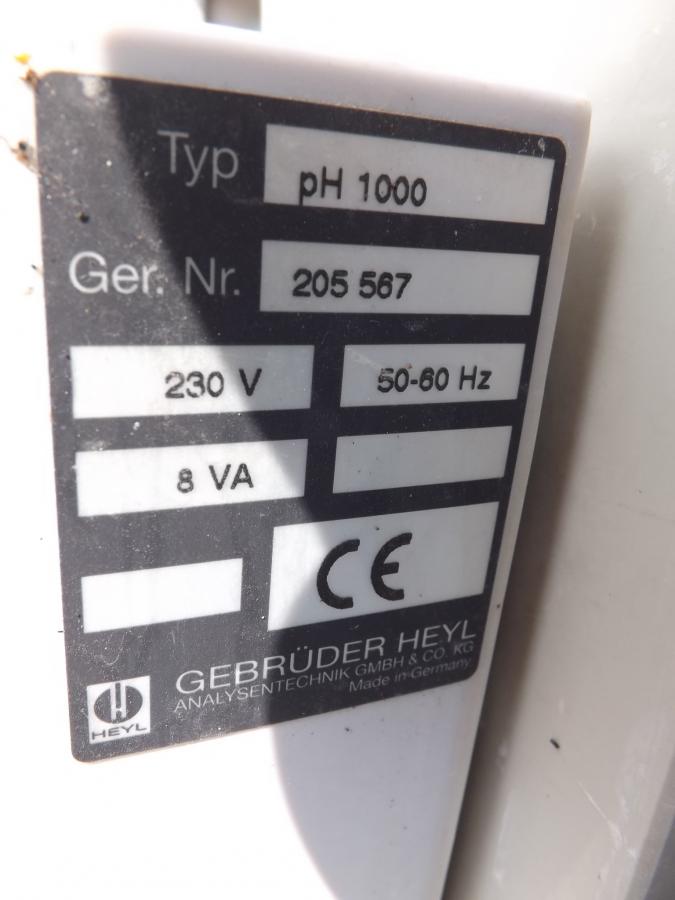 Typ pH 1000
Ger. Nr. 205 567
230 V 50-60 Hz
8 VA
CE
GEBRÜDER HEYL
ANALYSENTECHNIK GMBH & CO. KG
Made in Germany
HEYL